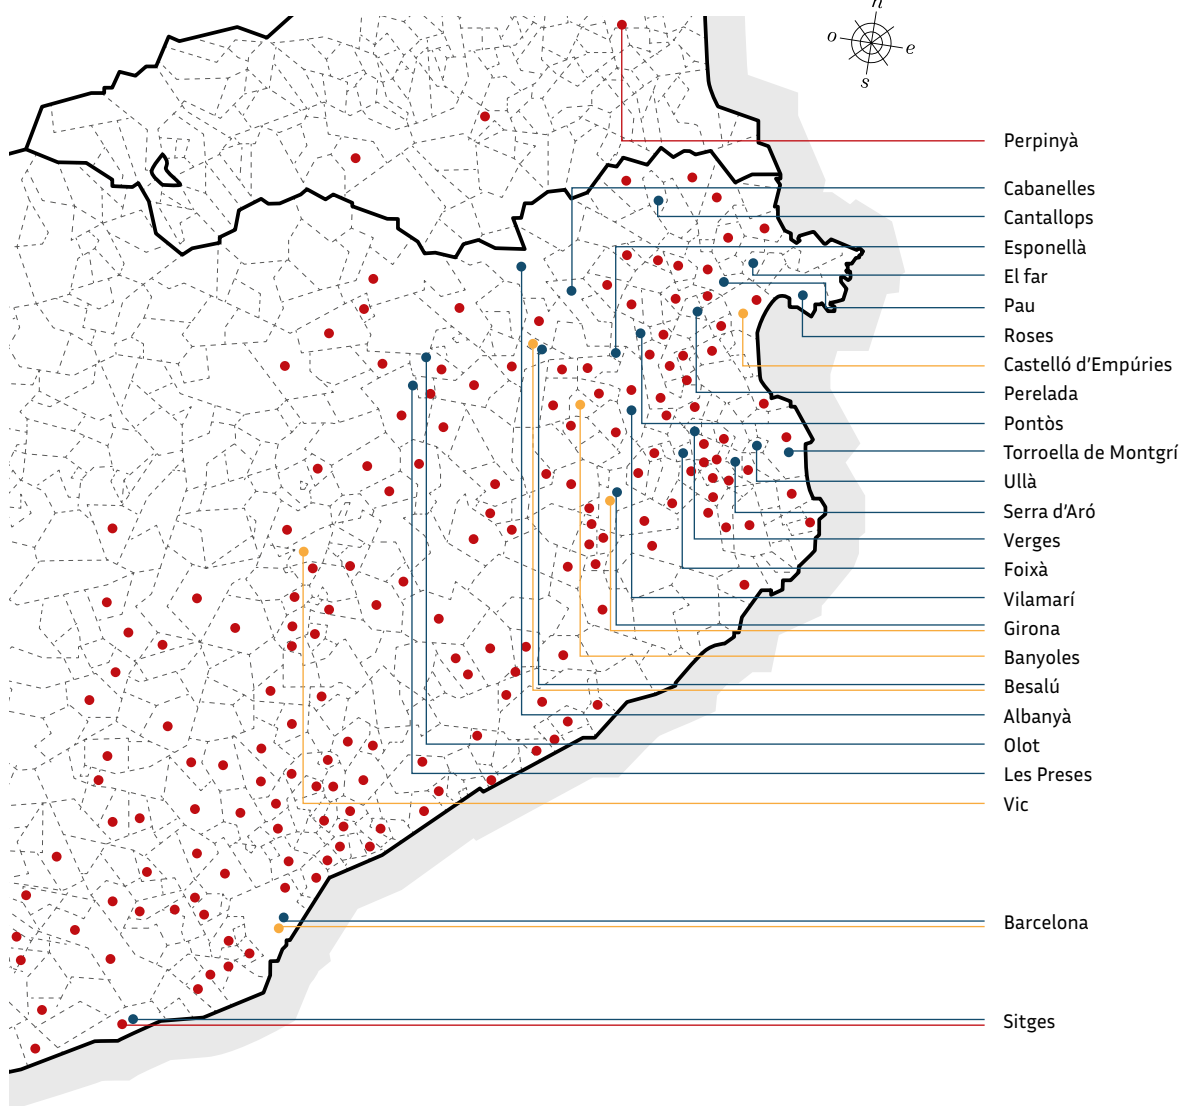 n
o
e
s
Perpinyà
Cabanelles
Cantallops
Esponellà
El far
Pau
Roses
Castelló d'Empúries
Perelada
Pontòs
Torroella de Montgrí
Ullà
Serra d'Aró
Verges
Foixà
Vilamarí
Girona
Banyoles
Besalú
Albanyà
Olot
Les Preses
Vic
Barcelona
Sitges